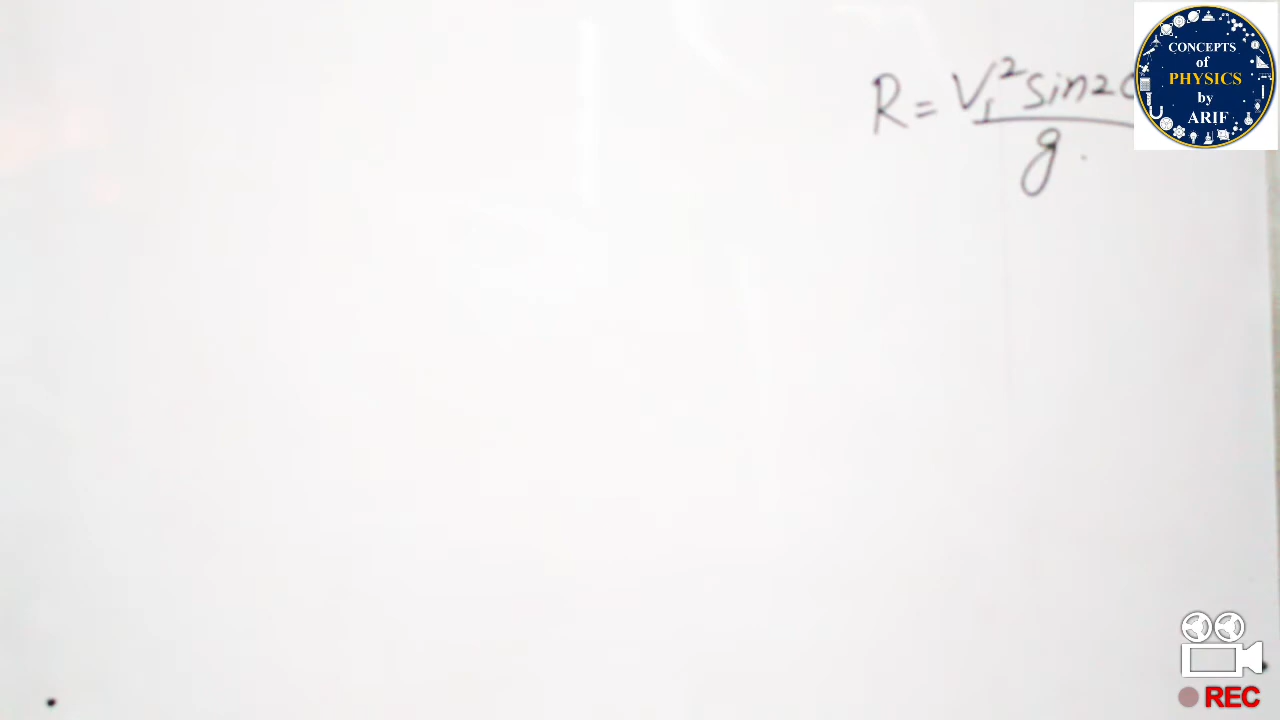 R = V₁² Sin2
g
CONCEPTS
of
PHYSICS
by
ARIF
REC